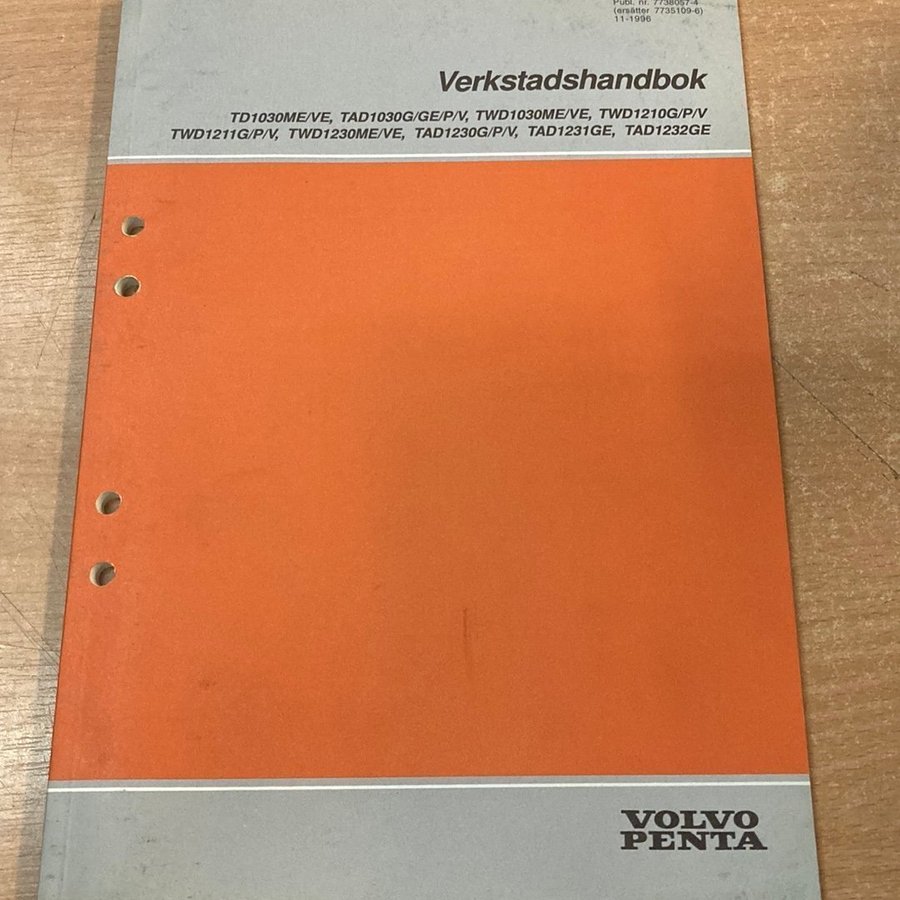 Publ. nr. 7738057-4
(ersätter 7735109-6)
11-1996
Verkstadshandbok
TD1030ME/VE, TAD1030G/GE/P/V, TWD1030ME/VE, TWD1210G/P/V
TWD1211G/P/V, TWD1230ME/VE, TAD1230G/P/V, TAD1231GE, TAD1232GE
VOLVO
PENTA